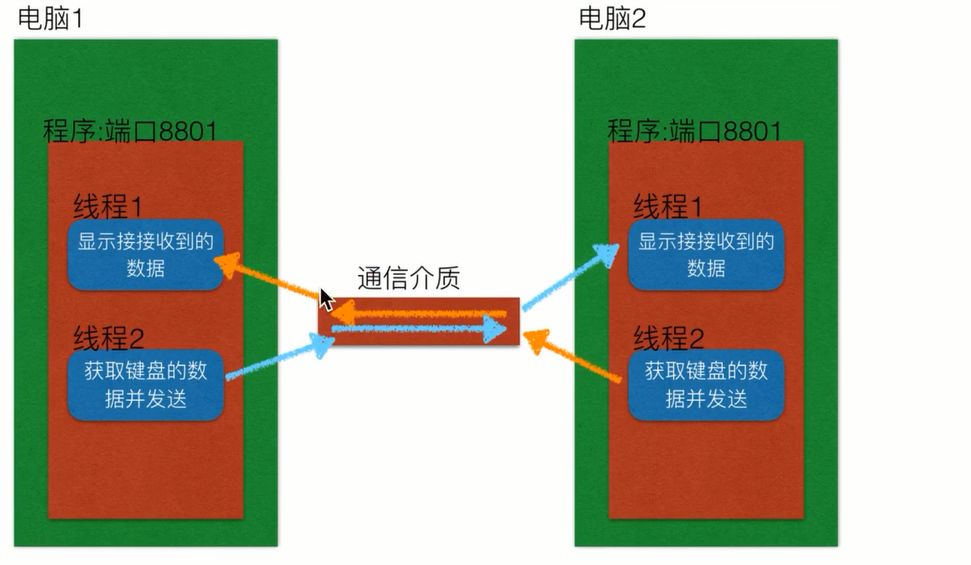 电脑1
程序:端口8801
线程1
显示接接收到的
数据
线程2
获取键盘的数
据并发送
通信介质
电脑2
程序:端口8801
线程1
显示接接收到的
数据
线程2
获取键盘的数
据并发送